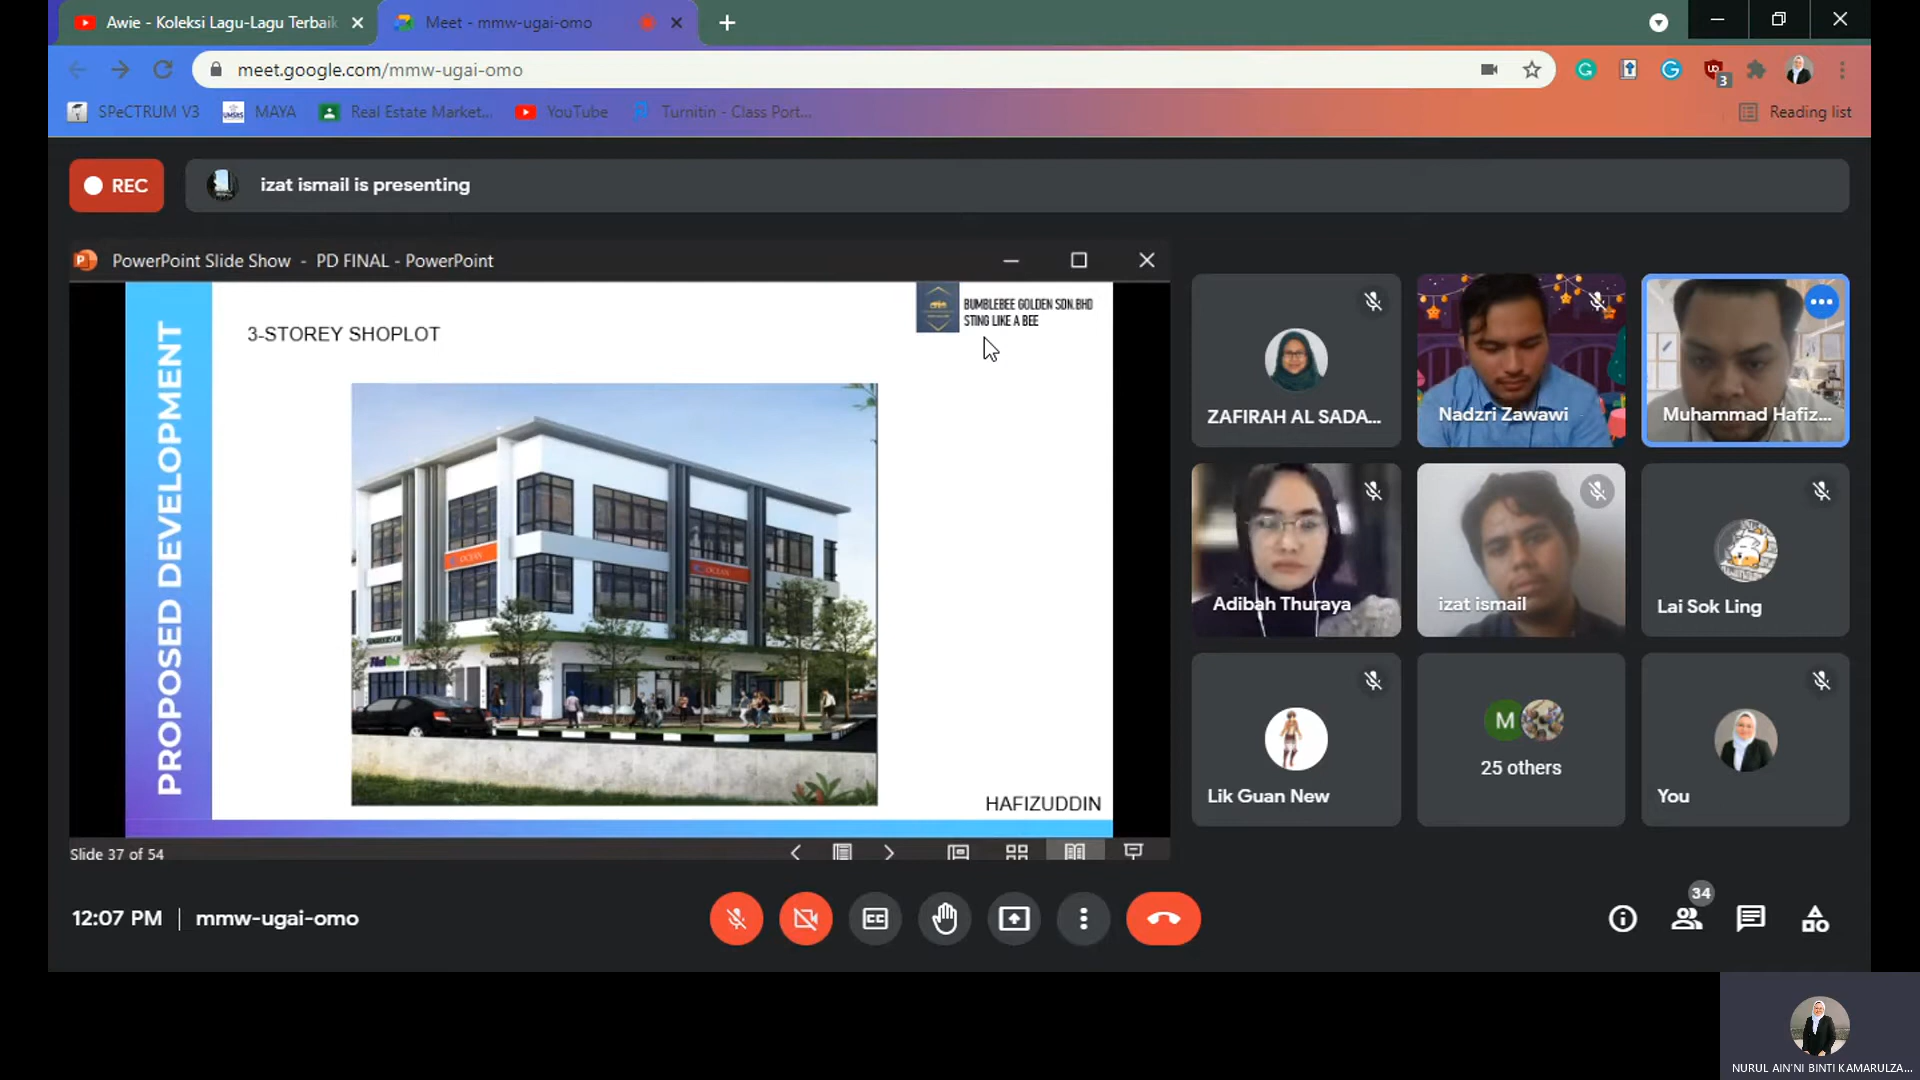 Awie - Koleksi Lagu-Lagu Terbaik
Meet - mmw-ugai-omo
meet.google.com/mmw-ugai-omo
3
SPeCTRUM V3
MAYA
Real Estate Market...
YouTube
Turnitin - Class Port...
Reading list
REC
izat ismail is presenting
PowerPoint Slide Show - PD FINAL - PowerPoint
PROPOSED DEVELOPMENT
3-STOREY SHOPLOT
BUMBLEBEE GOLDEN SDN.BHD
STING LIKE A BEE
OCEAN
OCEAN
HAFIZUDDIN
Slide 37 of 54
ZAFIRAH AL SADA...
Nadzri Zawawi
Muhammad Hafiz...
Adibah Thuraya
izat ismail
Lai Sok Ling
Lik Guan New
M
25 others
You
12:07 PM | mmw-ugai-omo
34
NURUL AIN'NI BINTI KAMARULZA...